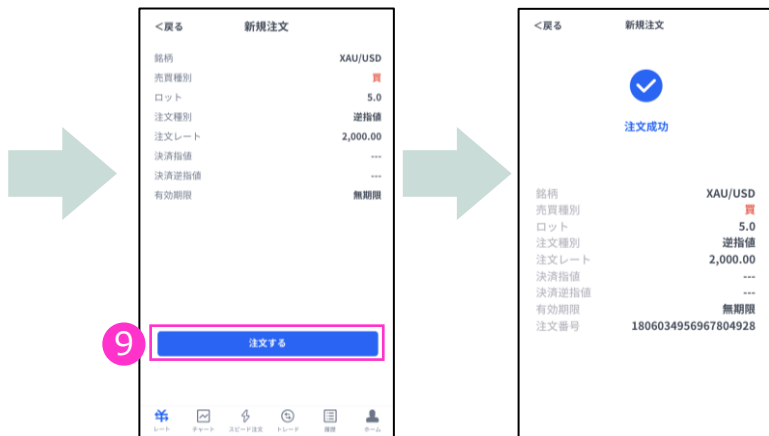 <戻る 新規注文
銘柄 XAU/USD
売買種別 買
ロット 5.0
注文種別 逆指値
注文レート 2,000.00
決済指値 ---
決済逆指値 ---
有効期限 無期限
9
注文する
レート チャート スピード注文 トレード 履歴 ホーム
<戻る 新規注文
注文成功
銘柄 XAU/USD
売買種別 買
ロット 5.0
注文種別 逆指値
注文レート 2,000.00
決済指値 ---
決済逆指値 ---
有効期限 無期限
注文番号 1806034956967804928